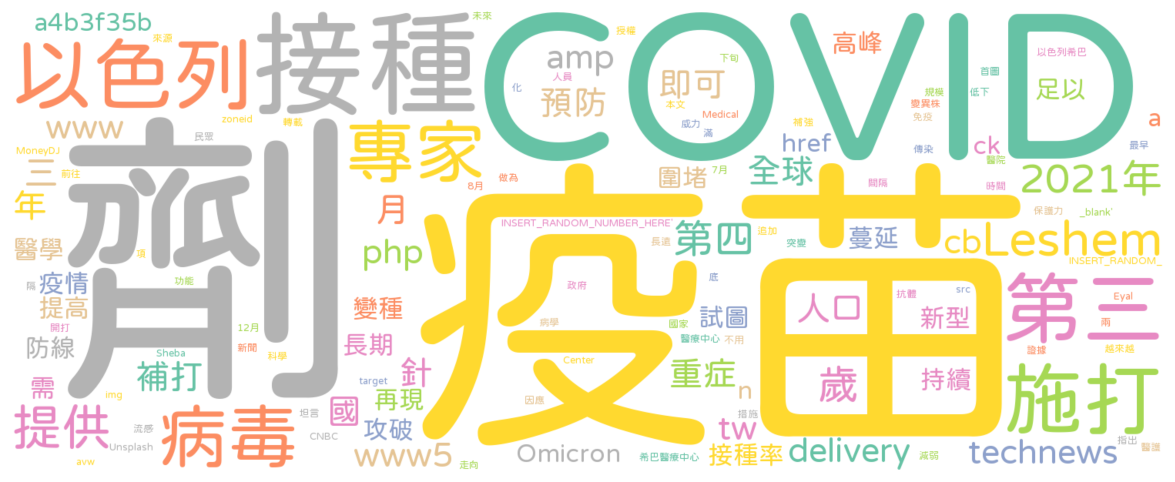 a4b3f35b
來源
未來
授權
以色列
接種
COVID
amp
人員
即可
下旬
高峰
首圖
以色列希巴
足以
www
zoneid
轉載
民眾
預防
化
本文
威力
滿
Medical
補強
href
規模
變異株
免疫
傳染
低下
ck
醫院
a
最早
MoneyDJ
三
前往
劑
專家
8月
做為
圍堵
7月
全球
間隔
時間
2021年
年
月
疫苗
INSERT_RANDOM_NUMBER_HERE
長遠
第四
追加
突變
蔓延
保護力
_blank'
cb
Leshem
INSERT_RANDOM_
醫學
項
php
疫情
隔
功能
提高
開打
12月
變種
政府
底
試圖
人口
抗體
src
新型
第三
Eyal
兩
防線
Sheba
新聞
科學
長期
病學
國家
醫療中心
不用
論據
越來越
補打
target
針
Center
重症
歲
持續
施打
需
img
再現
因應
n
提供
病毒
坦言
國
攻破
措施
tw
流感
CNBC
Unsplash
avw
www5
走向
Omicron
希巴醫療中心
接種率
delivery
減弱
technews
指出
醫護